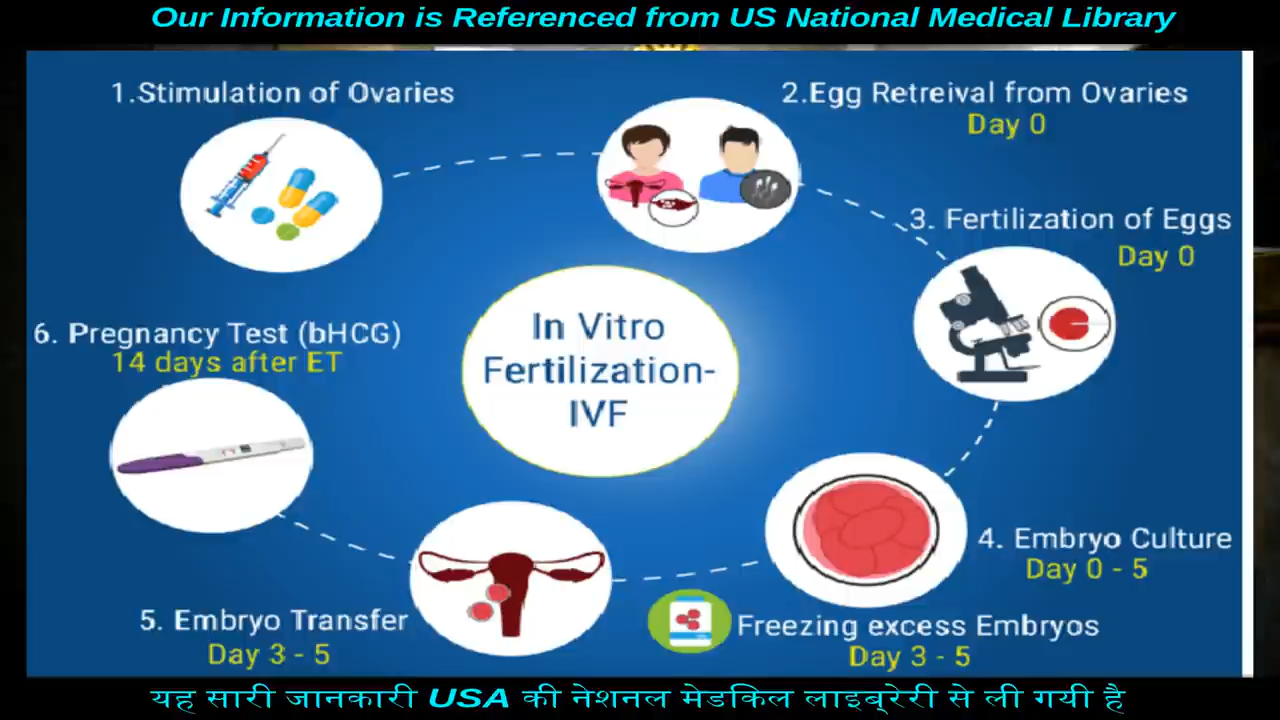 Our Information is Referenced from US National Medical Library
1.Stimulation of Ovaries
2.Egg Retreival from Ovaries
Day 0
3. Fertilization of Eggs
Day 0
In Vitro
Fertilization-
IVF
6. Pregnancy Test (bHCG)
14 days after ET
4. Embryo Culture
Day 0 - 5
5. Embryo Transfer
Day 3 - 5
Freezing excess Embryos
Day 3 - 5
यह सारी जानकारी USA की नेशनल मेडकिल लाइब्रेरी से ली गयी है